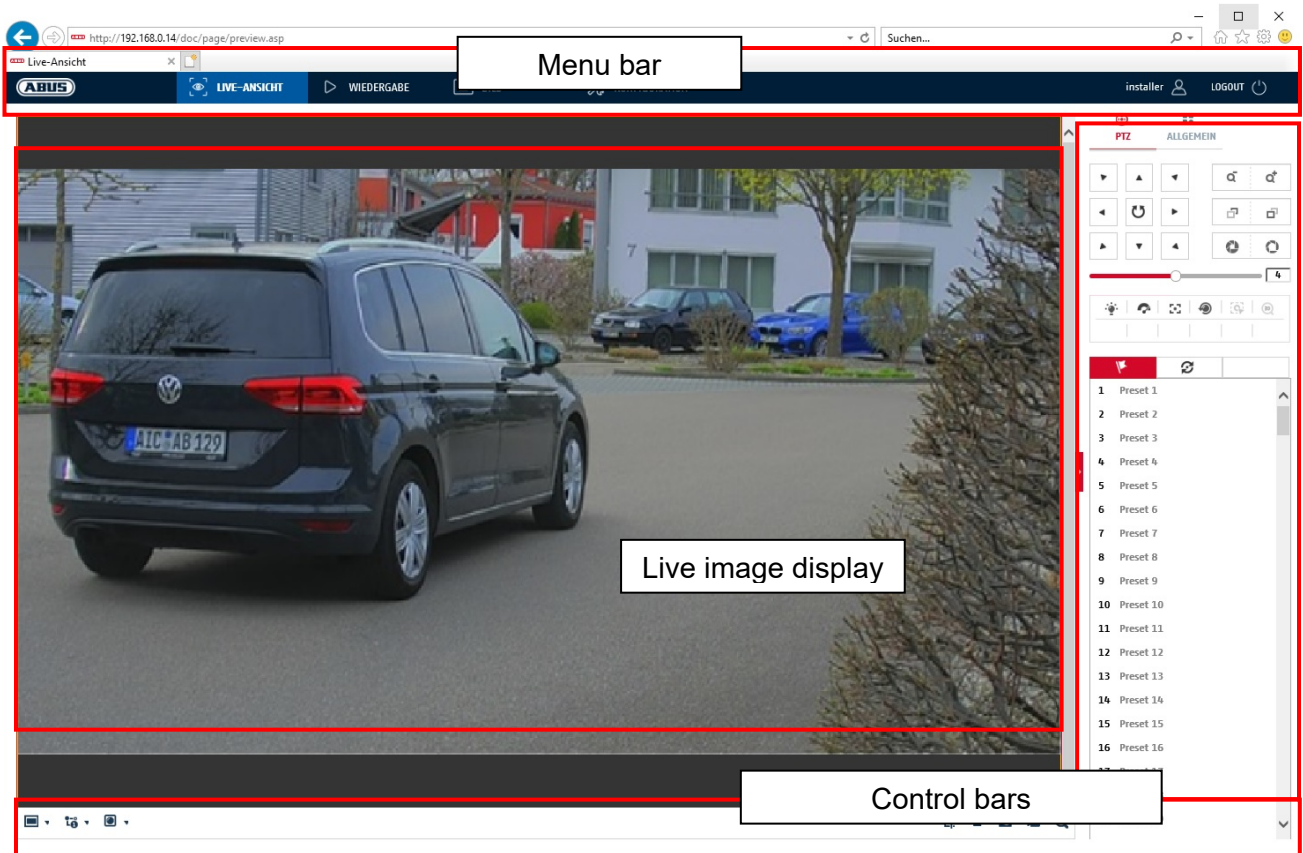 http://192.168.0.14/doc/page/preview.asp
Suchen...
Live-Ansicht
Menu bar
ABUS
LIVE-ANSICHT
WIEDERGABE
installer
LOGOUT
PTZ
ALLGEMEIN
4
7
AIC AB 129
Live image display
1 Preset 1
2 Preset 2
3 Preset 3
4 Preset 4
5 Preset 5
6 Preset 6
7 Preset 7
8 Preset 8
9 Preset 9
10 Preset 10
11 Preset 11
12 Preset 12
13 Preset 13
14 Preset 14
15 Preset 15
16 Preset 16
Control bars